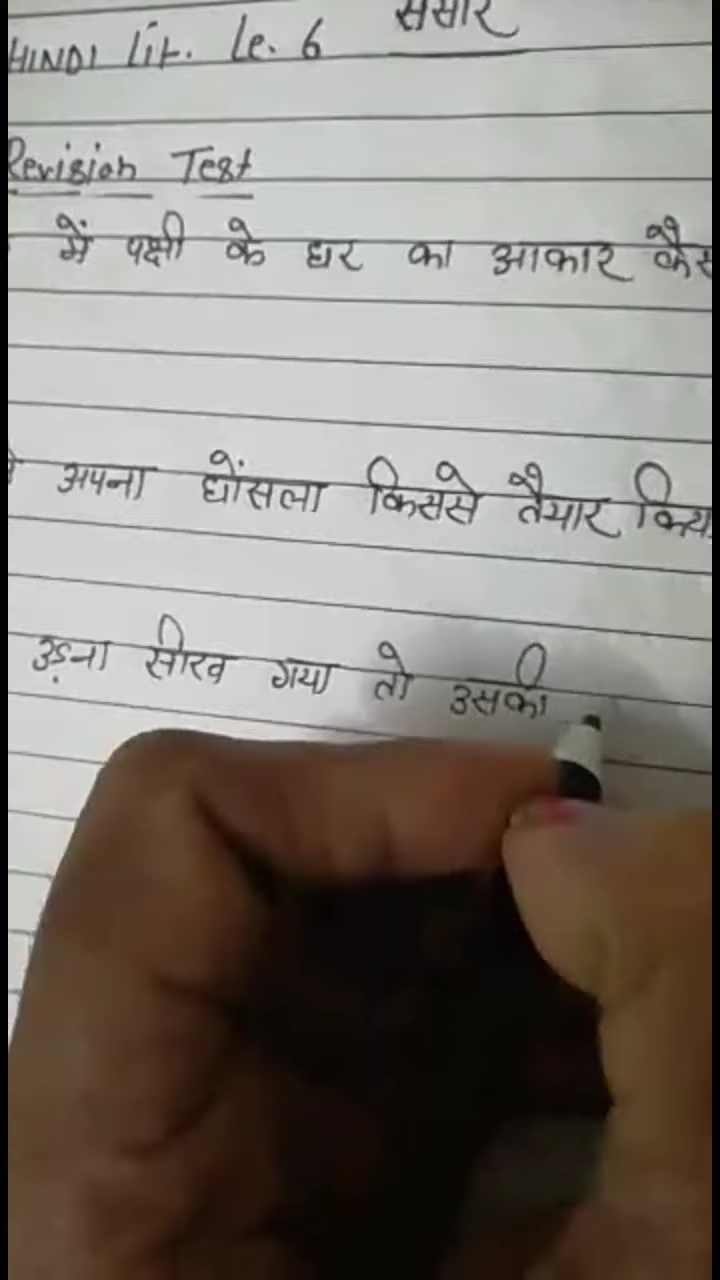 संसार
HINDI Lit. Le. 6
Revision Test
में पक्षी के घर का आकार
अपना घोंसला किससे तैयार
उड़ना सीख गया तो उसकी